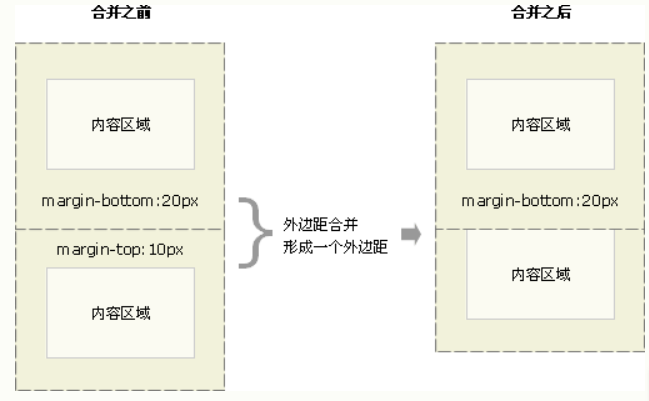 合并之前
合并之后
内容区域
内容区域
margin-bottom:20px
margin-bottom:20px
外边距合并
形成一个外边距
margin-top:10px
内容区域
内容区域